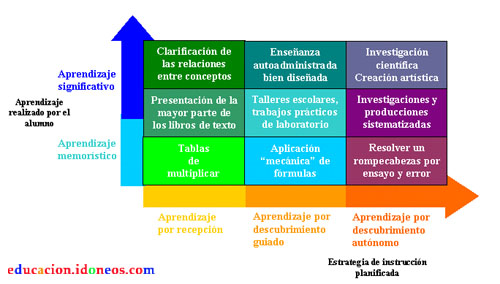 Aprendizaje
significativo
Aprendizaje
realizado por el
alumno
Aprendizaje
memorístico
Clarificación de
las relaciones
entre conceptos
Enseñanza
autoadministrada
bien diseñada
Investigación
científica
Creación artística
Presentación de la
mayor parte de
los libros de texto
Talleres escolares,
trabajos prácticos
de laboratorio
Investigaciones y
producciones
sistematizadas
Tablas
de
multiplicar
Aplicación
“mecánica” de
fórmulas
Resolver un
rompecabezas por
ensayo y error
Aprendizaje
por recepción
Aprendizaje por
descubrimiento
guiado
Aprendizaje por
descubrimiento
autónomo
Estrategia de instrucción
planificada
educacion.idoneos.com